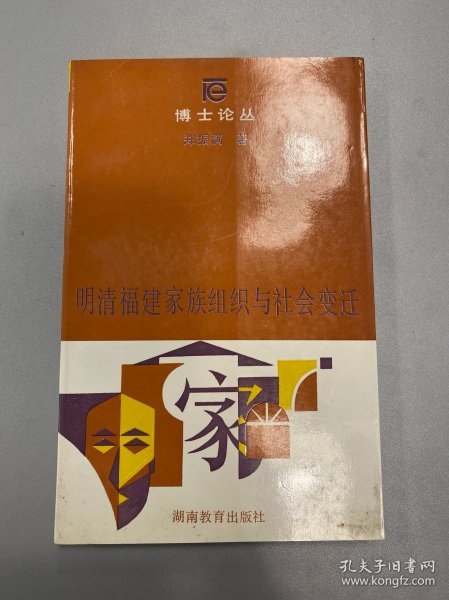 博士论丛
郑振满 著
明清福建家族组织与社会变迁
家
湖南教育出版社
孔夫子旧书网
www.kongfz.com